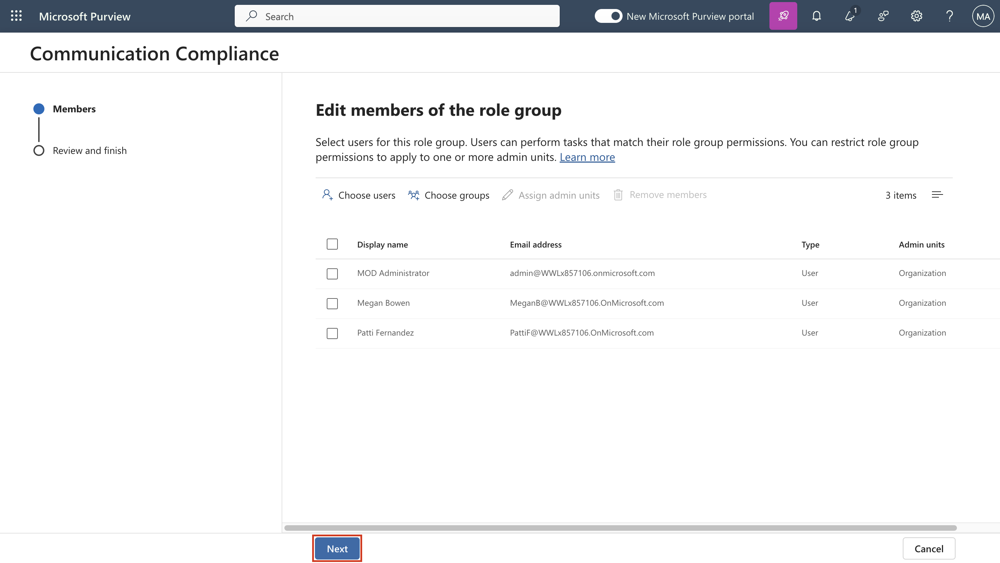 Microsoft Purview
Search
New Microsoft Purview portal
1
MA
Communication Compliance
Members
Review and finish
Edit members of the role group
Select users for this role group. Users can perform tasks that match their role group permissions. You can restrict role group
permissions to apply to one or more admin units. Learn more
Choose users Choose groups Assign admin units Remove members 3 items
Display name Email address Type Admin units
MOD Administrator admin@WWLx857106.onmicrosoft.com User Organization
Megan Bowen MeganB@WWLx857106.OnMicrosoft.com User Organization
Patti Fernandez PattiF@WWLx857106.OnMicrosoft.com User Organization
Next Cancel